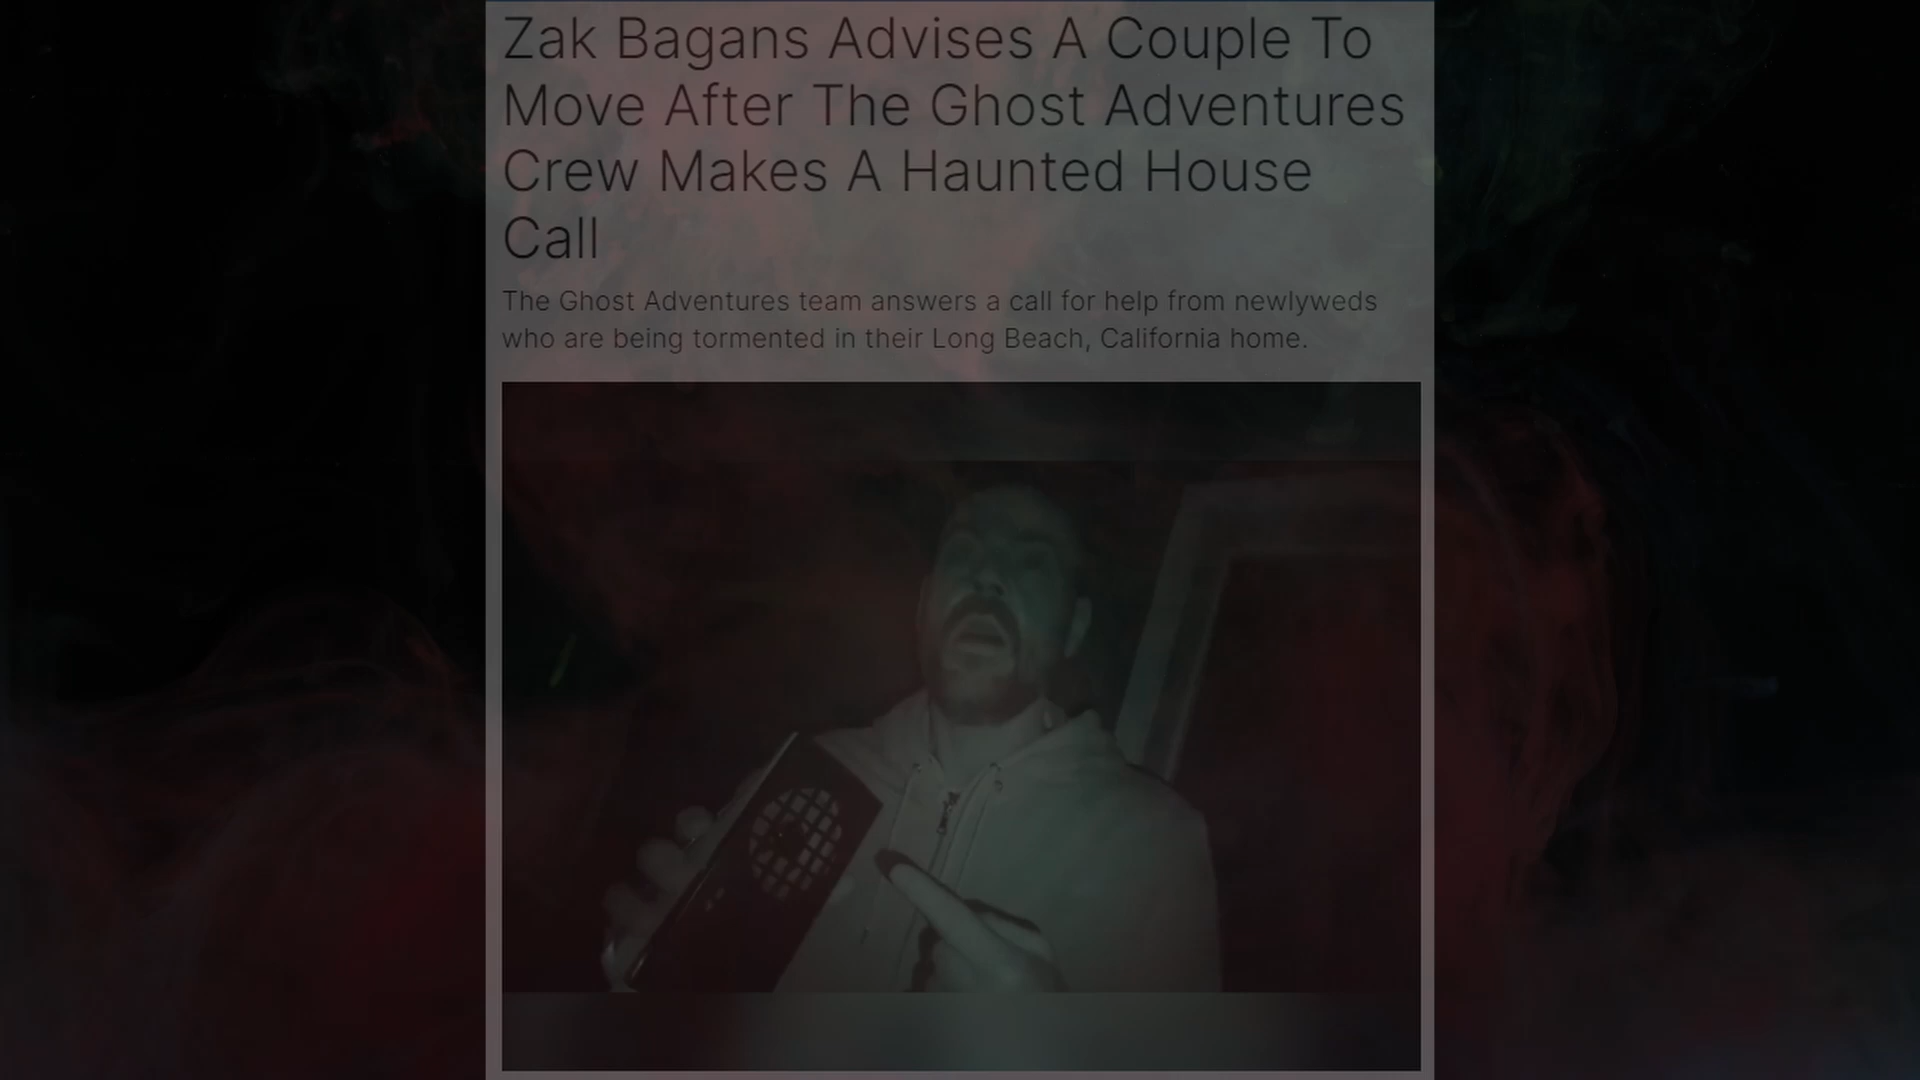 Zak Bagans Advises A Couple To
Move After The Ghost Adventures
Crew Makes A Haunted House
Call
The Ghost Adventures team answers a call for help from newlyweds
who are being tormented in their Long Beach, California home.